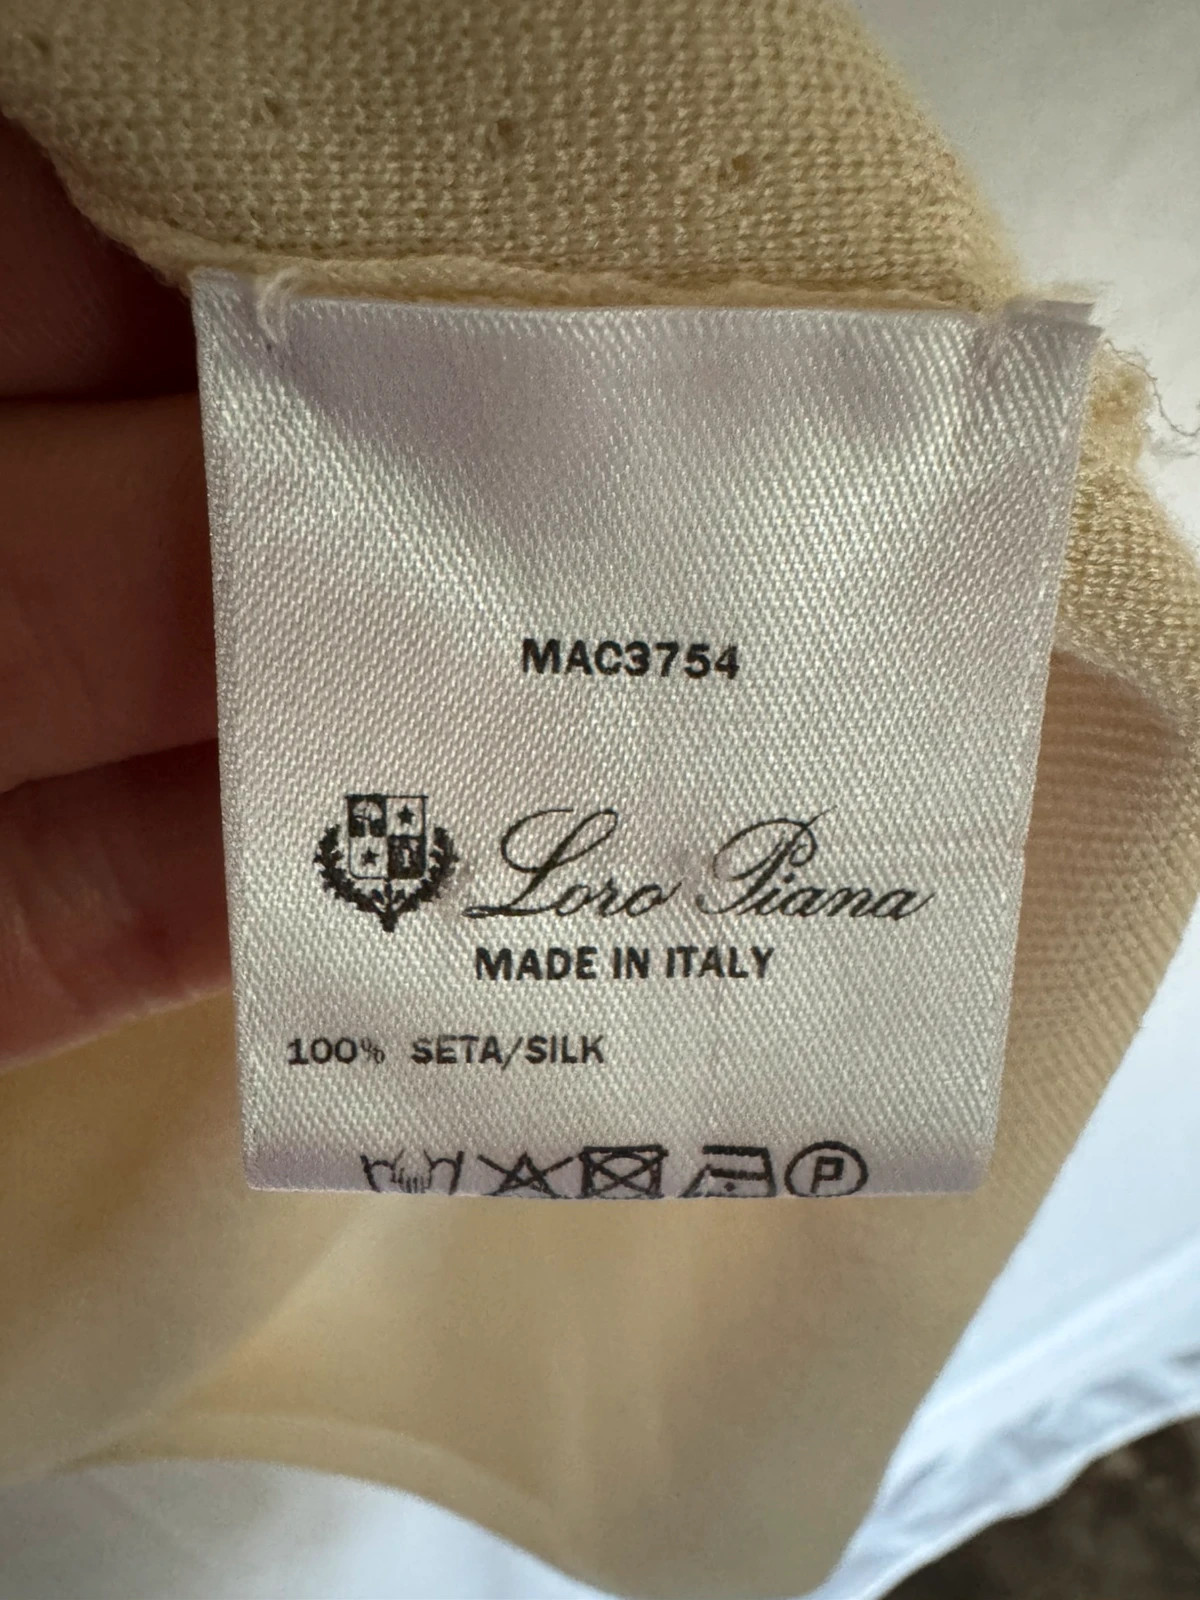 MAC3754
Loro Piana
MADE IN ITALY
100% SETA/SILK
P